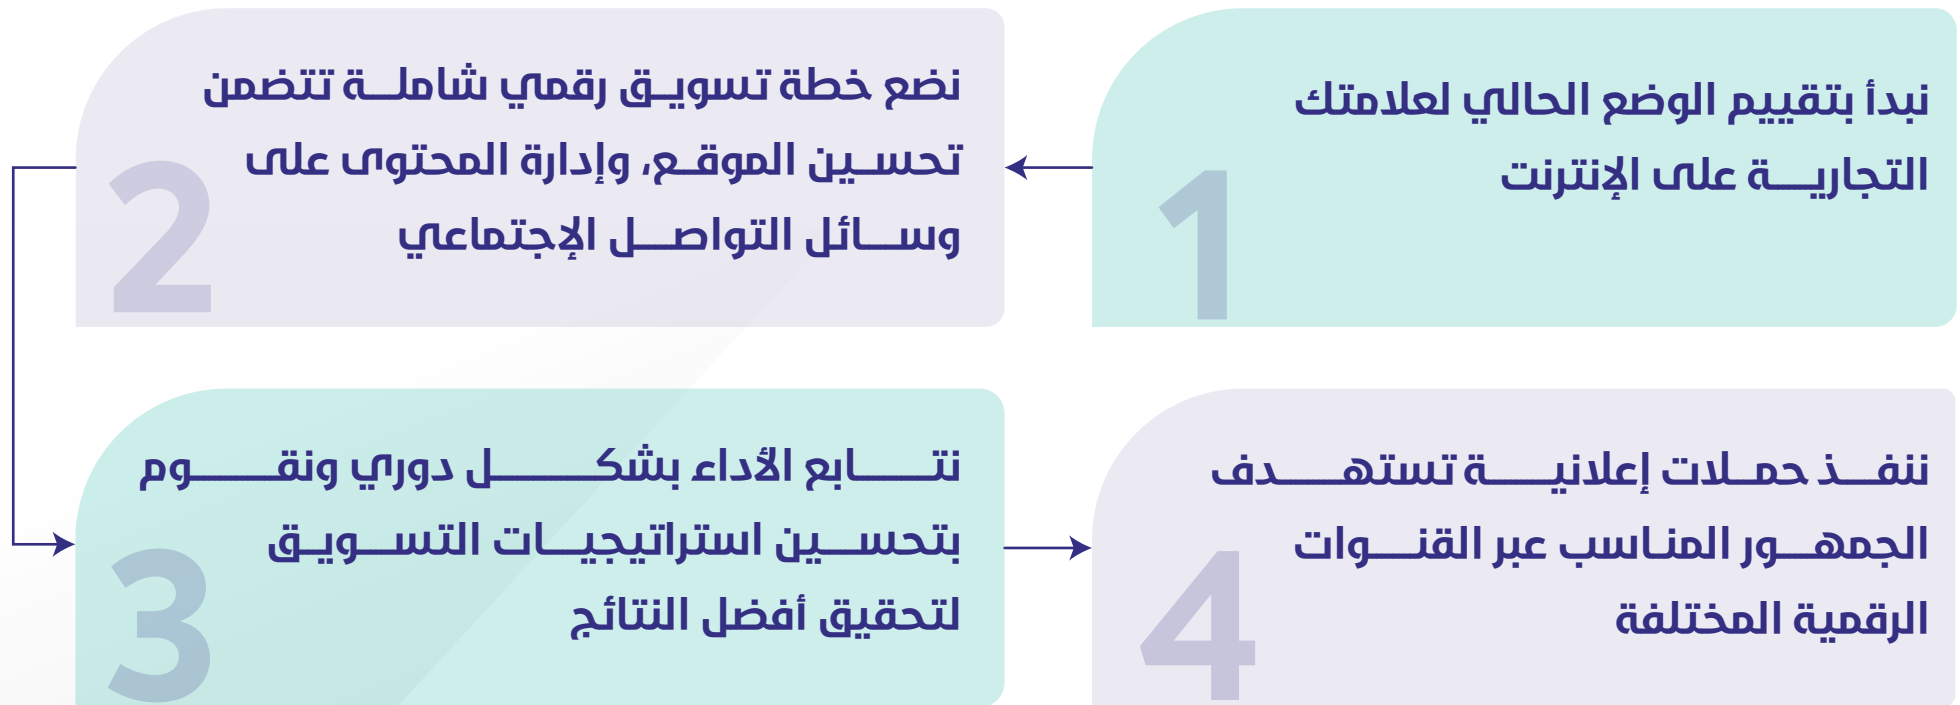 نبدأ بتقييم الوضع الحالي لعلامتك
التجارية على الإنترنت
1
نضع خطة تسويق رقمي شاملة تتضمن
تحسين الموقع، وإدارة المحتوى على
وسائل التواصل الإجتماعي
2
نتابع الأداء بشكل دوري ونقوم
بتحسين استراتيجيات التسويق
لتحقيق أفضل النتائج
3
ننفذ حملات إعلانية تستهدف
الجمهور المناسب عبر القنوات
الرقمية المختلفة
4